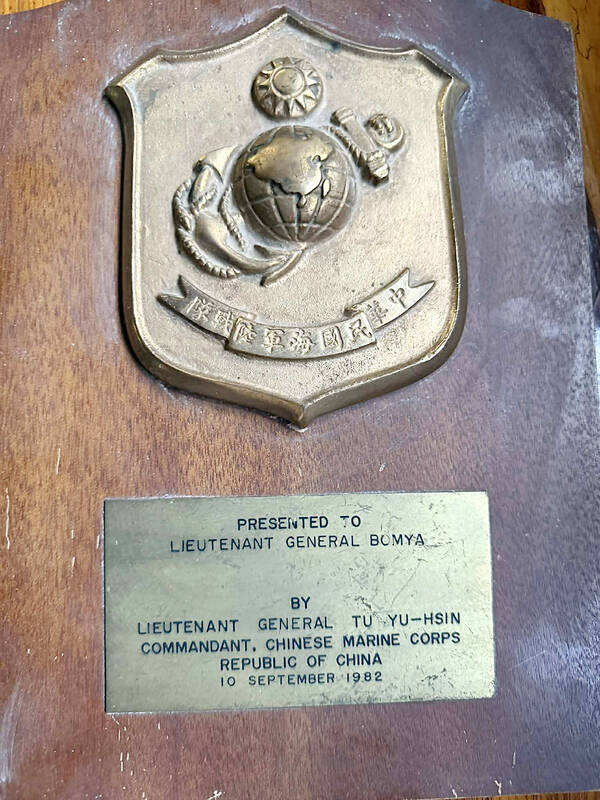 中華民國海軍陸戰隊
PRESENTED TO
LIEUTENANT GENERAL BOMYA
BY
LIEUTENANT GENERAL TU YU-HSIN
COMMANDANT, CHINESE MARINE CORPS
REPUBLIC OF CHINA
10 SEPTEMBER 1982